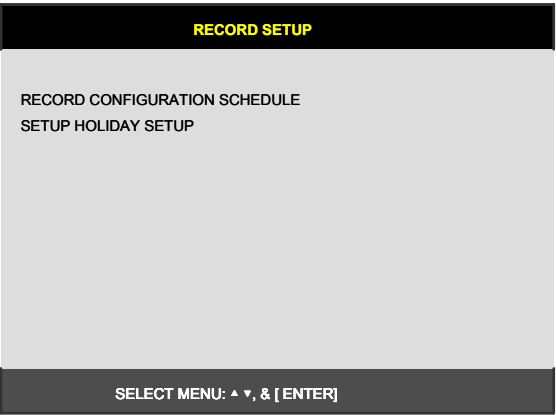 RECORD SETUP
RECORD CONFIGURATION SCHEDULE
SETUP HOLIDAY SETUP
SELECT MENU: ▲ ▼, & [ ENTER]